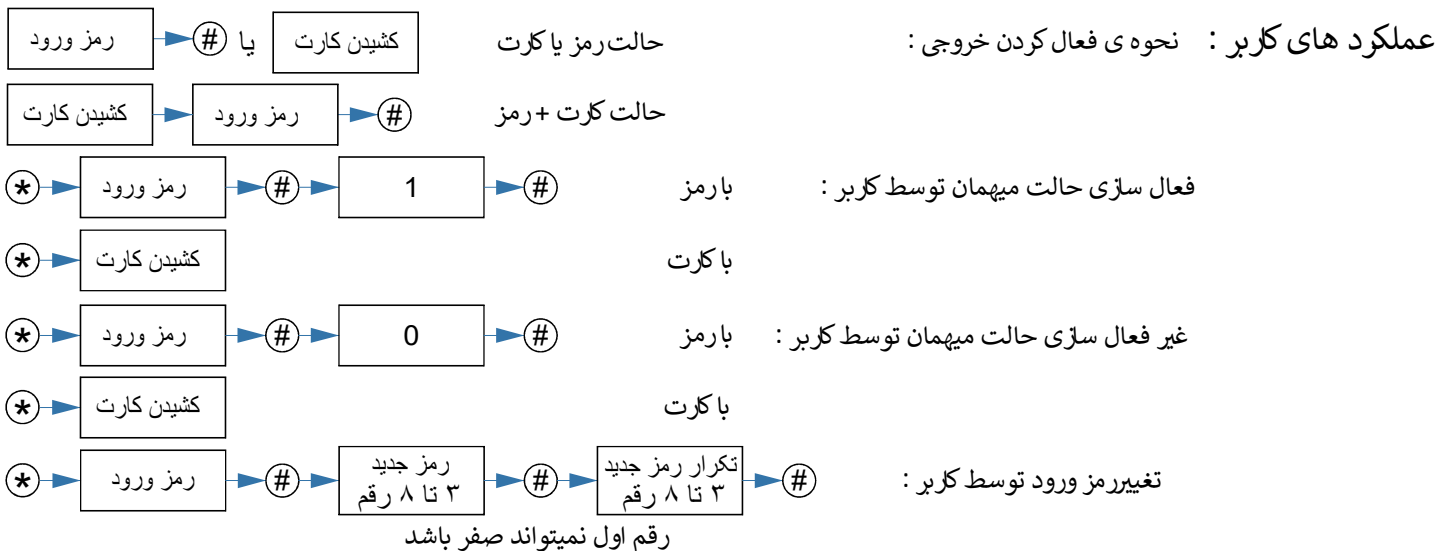 عملکرد های کاربر : نحوه ی فعال کردن خروجی : حالت رمز یا کارت کشیدن کارت یا # رمز ورود
حالت کارت + رمز کشیدن کارت رمز ورود #
فعال سازی حالت میهمان توسط کاربر : با رمز * رمز ورود # 1 #
با کارت * کشیدن کارت
غیر فعال سازی حالت میهمان توسط کاربر : با رمز * رمز ورود # 0 #
با کارت * کشیدن کارت
تغییررمز ورود توسط کاربر : * رمز ورود # رمز جدید ۳ تا ۸ رقم # تکرار رمز جدید ۳ تا ۸ رقم #
رقم اول نمیتواند صفر باشد